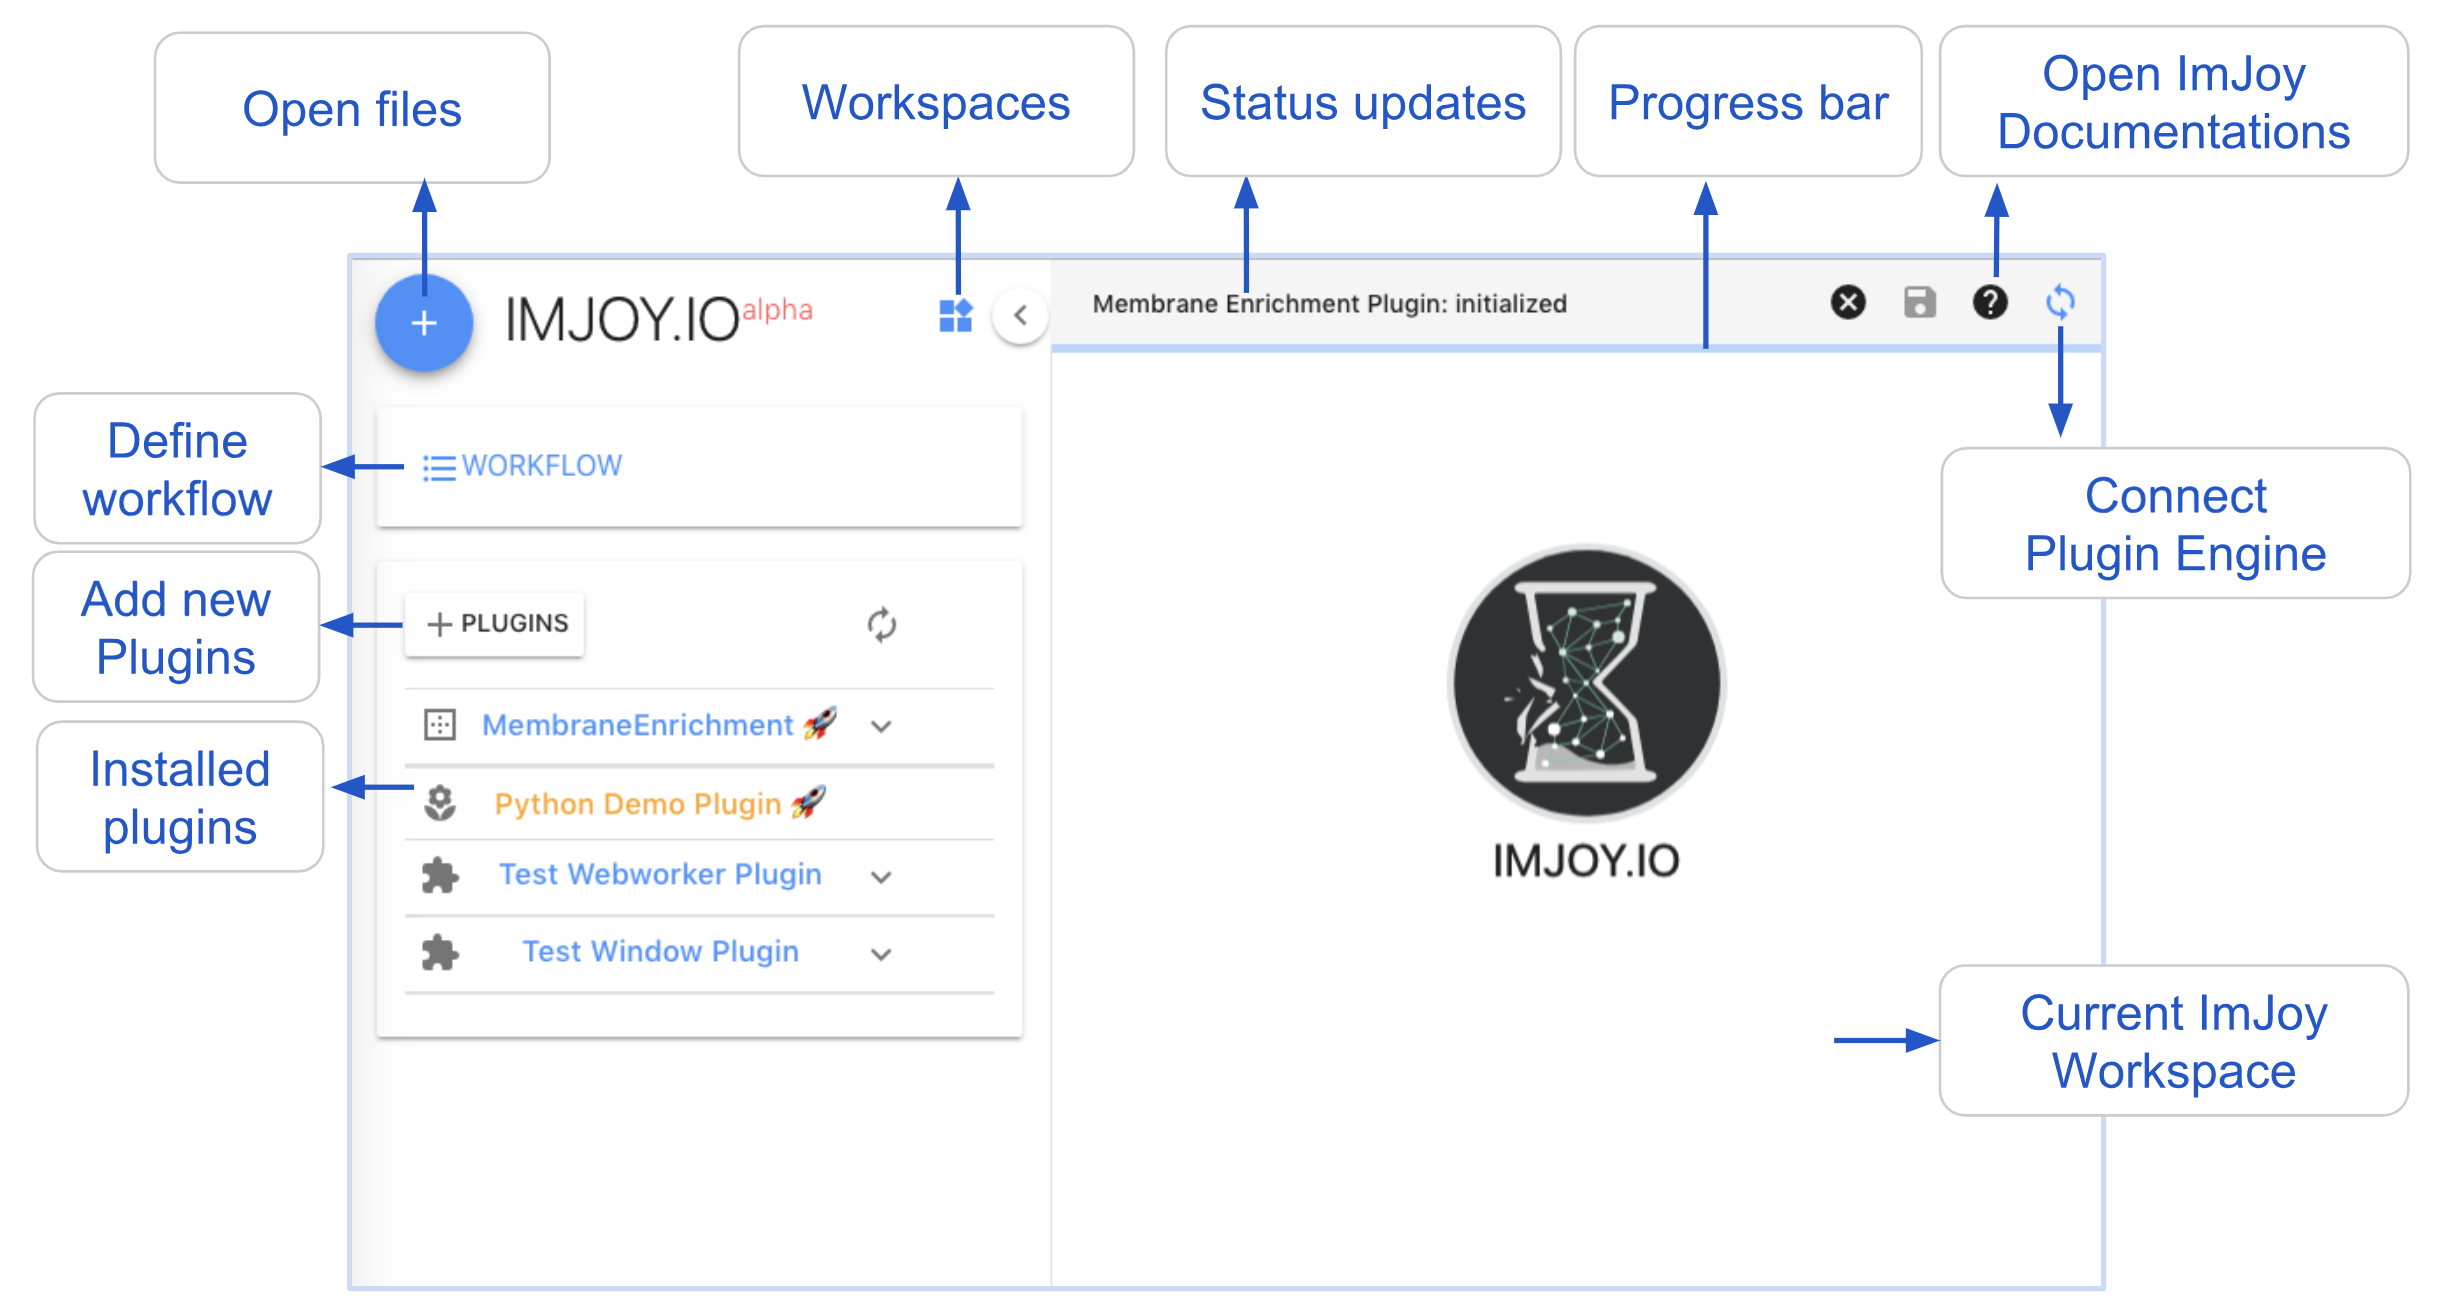 Open files
Workspaces
Status updates
Progress bar
Open ImJoy
Documentations
IMJOY.IO alpha
Membrane Enrichment Plugin: initialized
Define
workflow
WORKFLOW
Connect
Plugin Engine
Add new
Plugins
PLUGINS
Installed
plugins
MembraneEnrichment 🚀
Python Demo Plugin 🚀
Test Webworker Plugin
Test Window Plugin
IMJOY.IO
Current ImJoy
Workspace